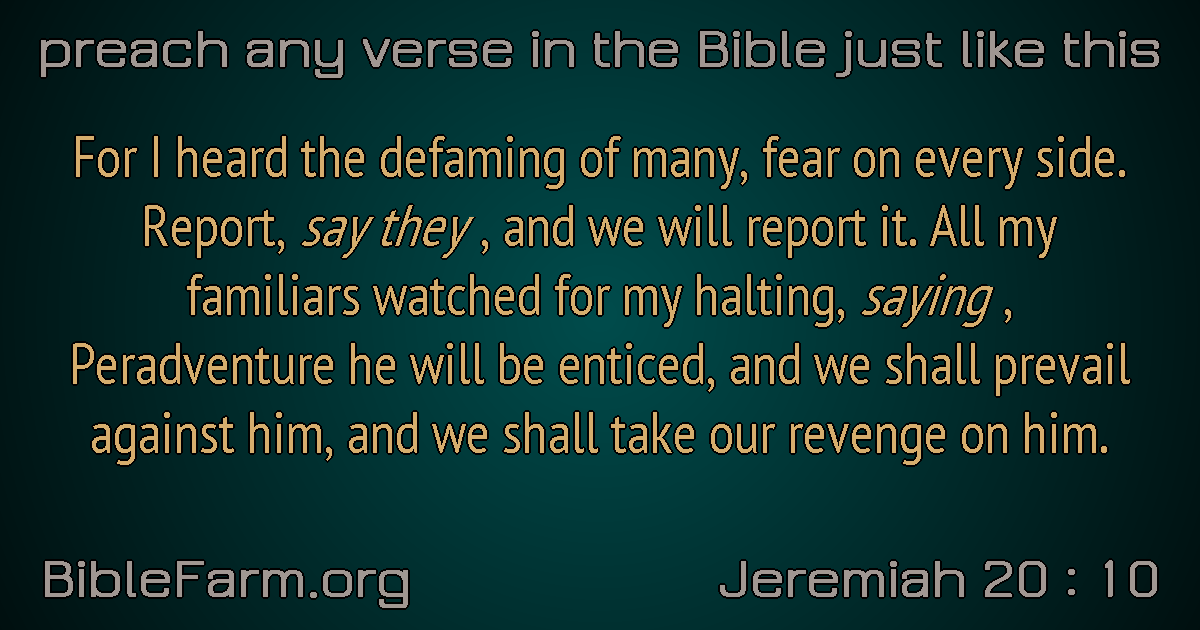 preach any verse in the Bible just like this
For I heard the defaming of many, fear on every side.
Report, say they , and we will report it. All my
familiars watched for my halting, saying ,
Peradventure he will be enticed, and we shall prevail
against him, and we shall take our revenge on him.
BibleFarm.org
Jeremiah 20 : 10